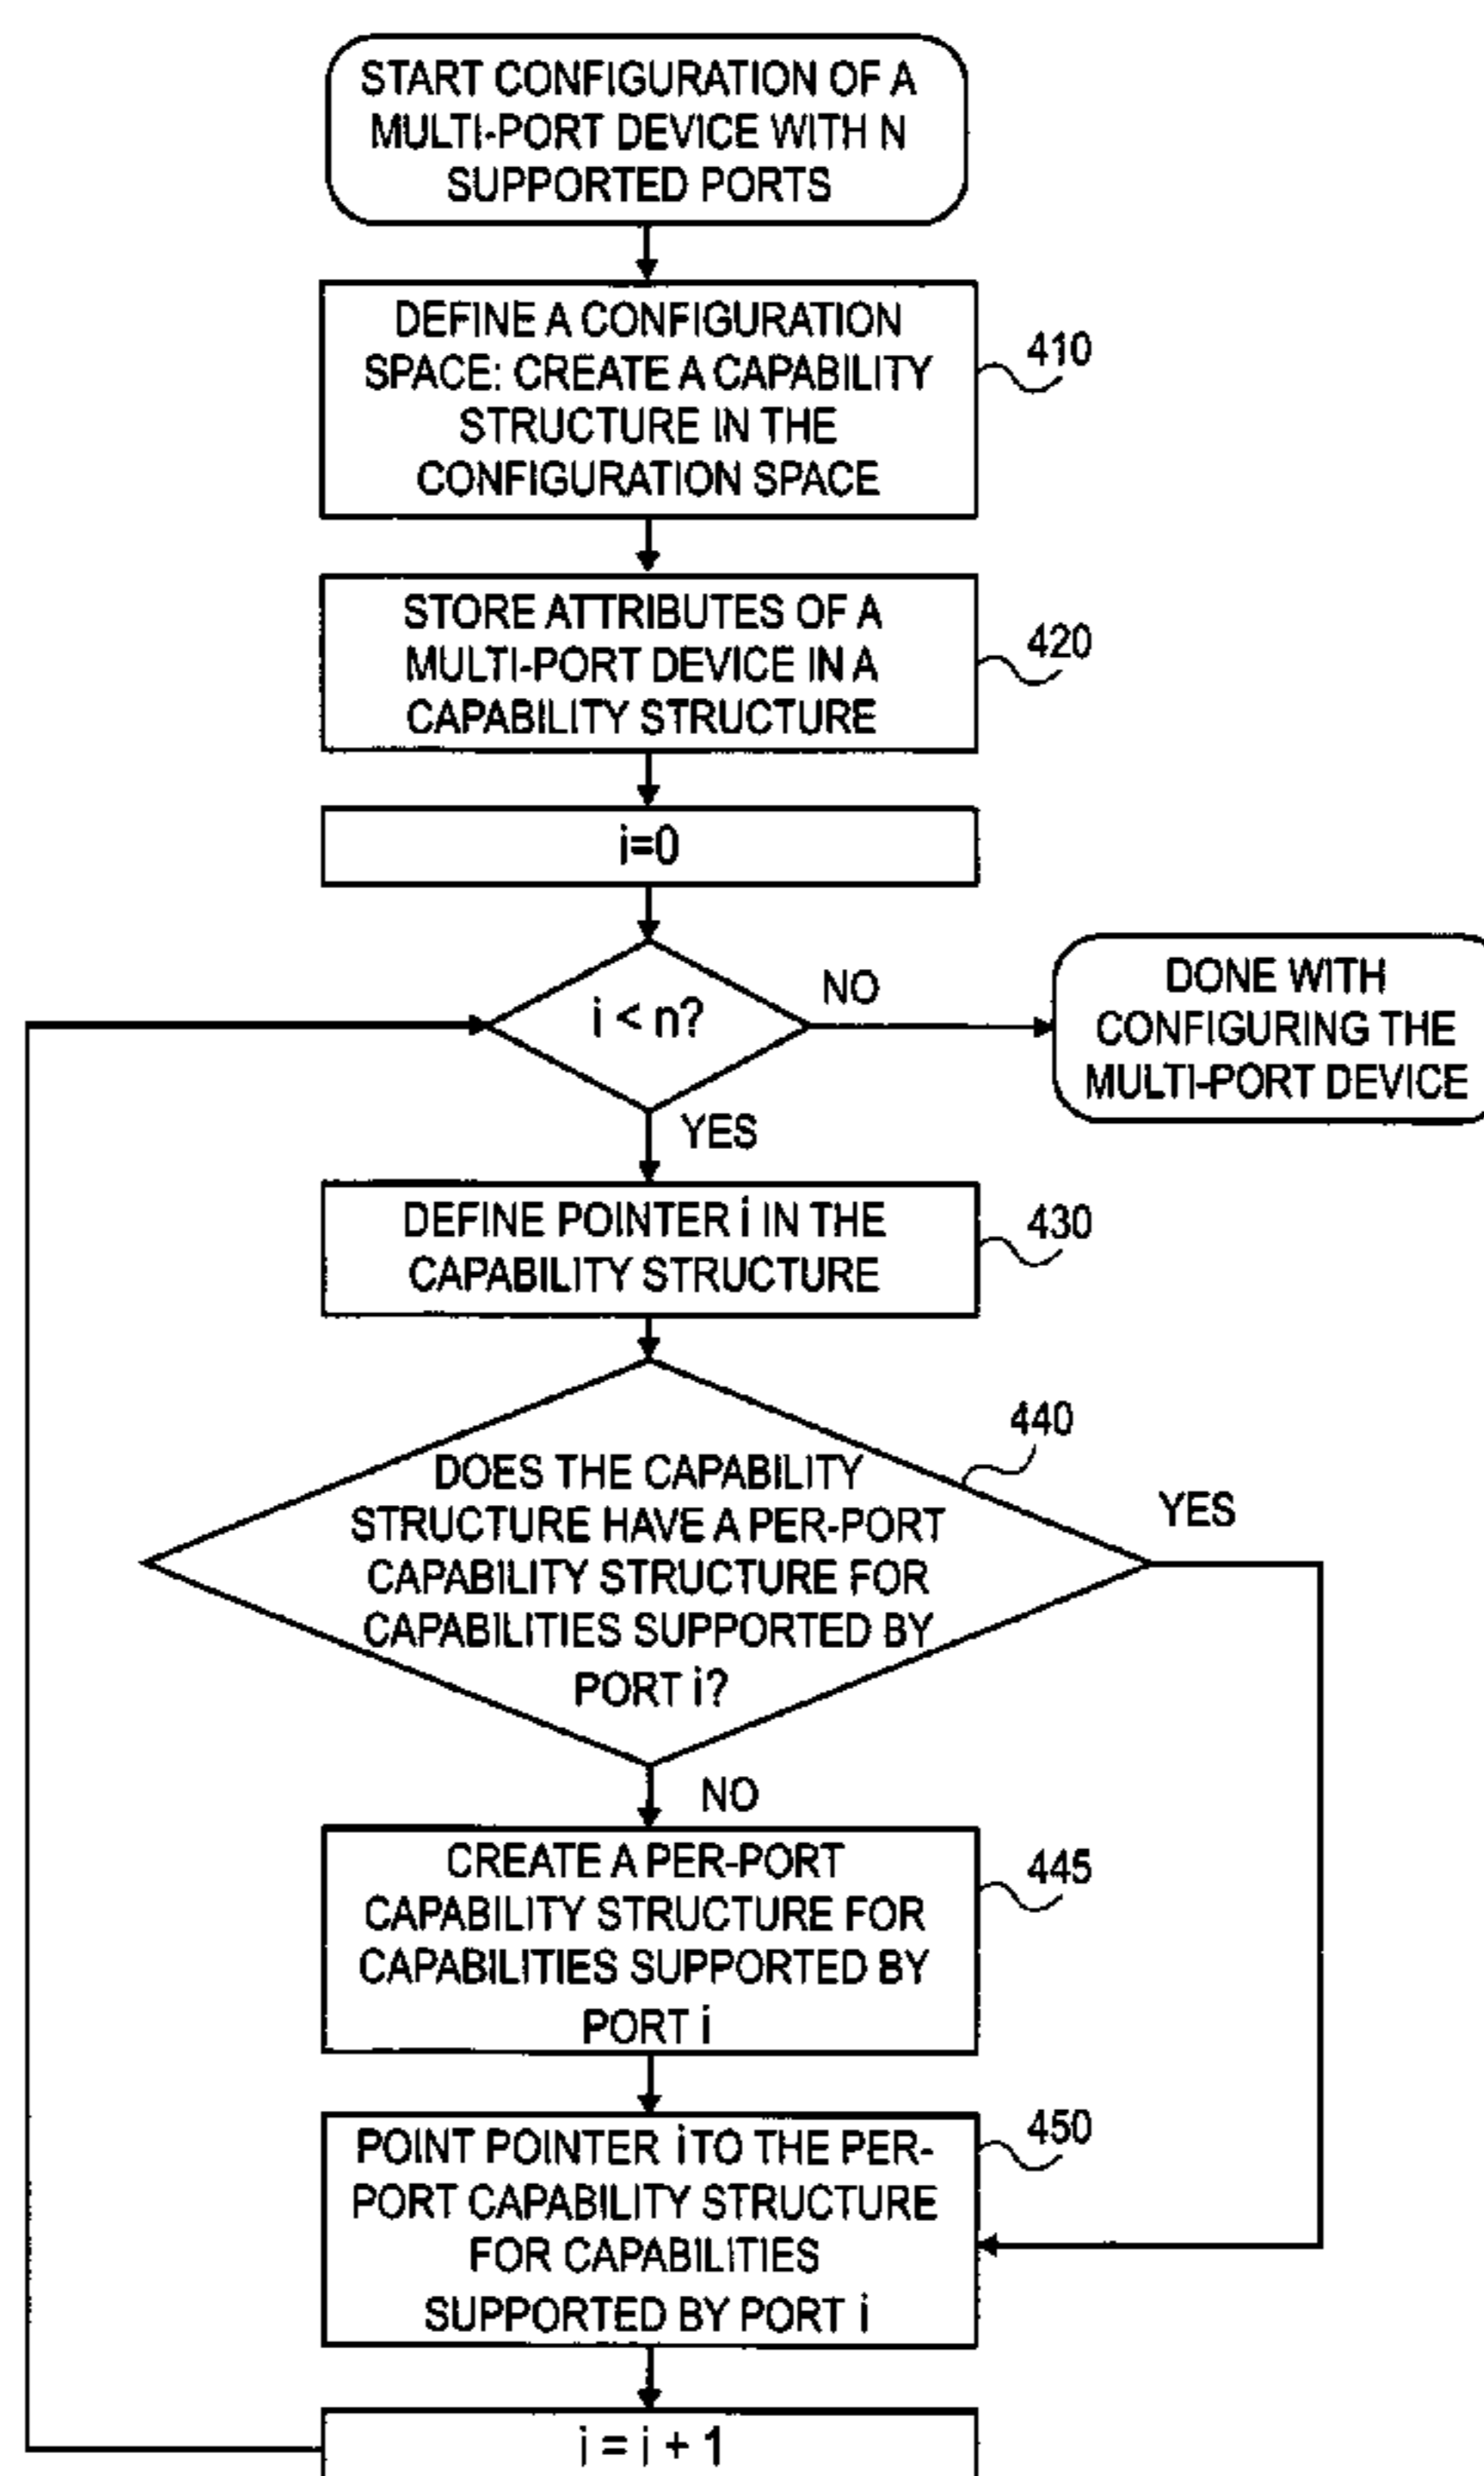 START CONFIGURATION OF A
MULTI-PORT DEVICE WITH N
SUPPORTED PORTS
DEFINE A CONFIGURATION
SPACE: CREATE A CAPABILITY
STRUCTURE IN THE
CONFIGURATION SPACE
410
STORE ATTRIBUTES OF A
MULTI-PORT DEVICE IN A
CAPABILITY STRUCTURE
420
i=0
i < n?
NO
DONE WITH
CONFIGURING THE
MULTI-PORT DEVICE
YES
DEFINE POINTER i IN THE
CAPABILITY STRUCTURE
430
440
DOES THE CAPABILITY
STRUCTURE HAVE A PER-PORT
CAPABILITY STRUCTURE FOR
CAPABILITIES SUPPORTED BY
PORT i?
YES
NO
CREATE A PER-PORT
CAPABILITY STRUCTURE FOR
CAPABILITIES SUPPORTED BY
PORT i
445
POINT POINTER i TO THE PER-
PORT CAPABILITY STRUCTURE
FOR CAPABILITIES
SUPPORTED BY PORT i
450
i = i + 1